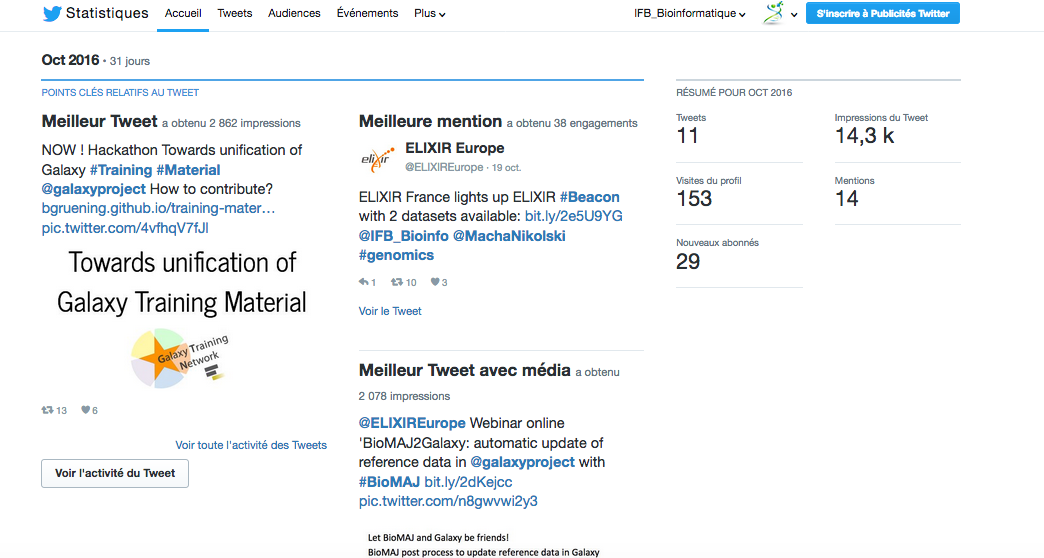 Statistiques Accueil Tweets Audiences Événements Plus IFB_Bioinformatique S'inscrire à Publicités Twitter
Oct 2016 • 31 jours
POINTS CLÉS RELATIFS AU TWEET
Meilleur Tweet a obtenu 2 862 impressions
NOW ! Hackathon Towards unification of
Galaxy #Training #Material
@galaxyproject How to contribute?
bgruening.github.io/training-mater…
pic.twitter.com/4vfhqV7fJl
Towards unification of
Galaxy Training Material
Galaxy Training
Network
13 6
Voir toute l'activité des Tweets
Voir l'activité du Tweet
Meilleure mention a obtenu 38 engagements
elixir
ELIXIR Europe
@ELIXIREurope · 19 oct.
ELIXIR France lights up ELIXIR #Beacon
with 2 datasets available: bit.ly/2e5U9YG
@IFB_Bioinfo @MachaNikolski
#genomics
1 10 3
Voir le Tweet
Meilleur Tweet avec média a obtenu
2 078 impressions
@ELIXIREurope Webinar online
'BioMAJ2Galaxy: automatic update of
reference data in @galaxyproject with
#BioMAJ bit.ly/2dKejcc
pic.twitter.com/n8gwvwi2y3
Let BioMAJ and Galaxy be friends!
BioMAJ post process to update reference data in Galaxy
RÉSUMÉ POUR OCT 2016
Tweets
11
Impressions du Tweet
14,3 k
Visites du profil
153
Mentions
14
Nouveaux abonnés
29